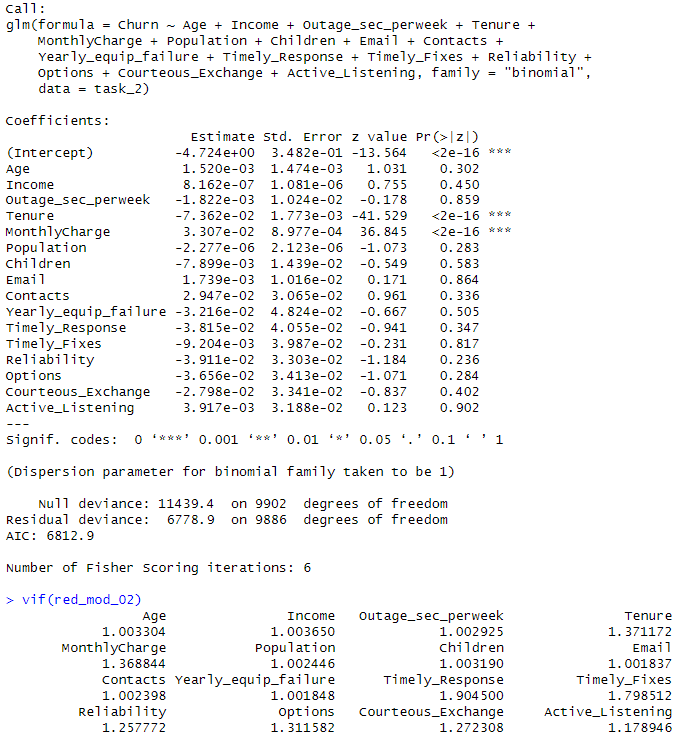 Call:
glm(formula = Churn ~ Age + Income + Outage_sec_perweek + Tenure +
    MonthlyCharge + Population + Children + Email + Contacts +
    Yearly_equip_failure + Timely_Response + Timely_Fixes + Reliability +
    Options + Courteous_Exchange + Active_Listening, family = "binomial",
    data = task_2)
Coefficients:
                       Estimate Std. Error z value Pr(>|z|)
(Intercept)          -4.724e+00  3.482e-01 -13.564   <2e-16 ***
Age                   1.520e-03  1.474e-03   1.031    0.302
Income                8.162e-07  1.081e-06   0.755    0.450
Outage_sec_perweek   -1.822e-03  1.024e-02  -0.178    0.859
Tenure               -7.362e-02  1.773e-03 -41.529   <2e-16 ***
MonthlyCharge         3.307e-02  8.977e-04  36.845   <2e-16 ***
Population           -2.277e-06  2.123e-06  -1.073    0.283
Children             -7.899e-03  1.439e-02  -0.549    0.583
Email                 1.739e-03  1.016e-02   0.171    0.864
Contacts              2.947e-02  3.065e-02   0.961    0.336
Yearly_equip_failure -3.216e-02  4.824e-02  -0.667    0.505
Timely_Response      -3.815e-02  4.055e-02  -0.941    0.347
Timely_Fixes         -9.204e-03  3.987e-02  -0.231    0.817
Reliability          -3.911e-02  3.303e-02  -1.184    0.236
Options              -3.656e-02  3.413e-02  -1.071    0.284
Courteous_Exchange   -2.798e-02  3.341e-02  -0.837    0.402
Active_Listening      3.917e-03  3.188e-02   0.123    0.902
---
Signif. codes:  0 ‘***’ 0.001 ‘**’ 0.01 ‘*’ 0.05 ‘.’ 0.1 ‘ ’ 1
(Dispersion parameter for binomial family taken to be 1)
    Null deviance: 11439.4  on 9902  degrees of freedom
Residual deviance:  6778.9  on 9886  degrees of freedom
AIC: 6812.9
Number of Fisher Scoring iterations: 6
> vif(red_mod_02)
                 Age               Income   Outage_sec_perweek               Tenure
            1.003304             1.003650             1.002925             1.371172
       MonthlyCharge           Population             Children                Email
            1.368844             1.002446             1.003190             1.001837
            Contacts Yearly_equip_failure      Timely_Response         Timely_Fixes
            1.002398             1.001848             1.904500             1.798512
         Reliability              Options   Courteous_Exchange     Active_Listening
            1.257772             1.311582             1.272308             1.178946